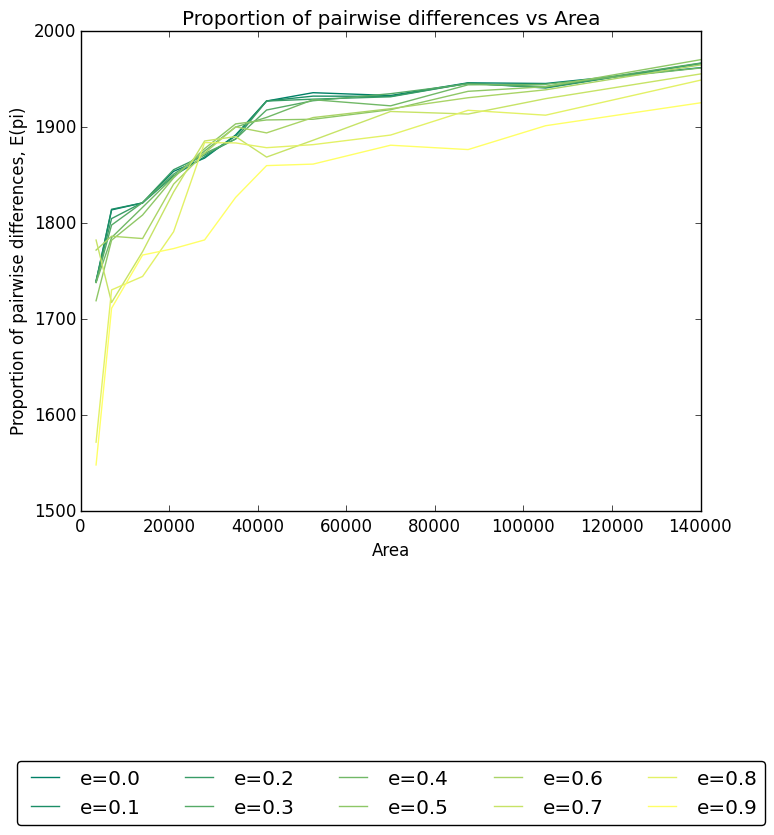 Proportion of pairwise differences vs Area
Proportion of pairwise differences, E(pi)
2000
1900
1800
1700
1600
1500
0 20000 40000 60000 80000 100000 120000 140000
Area
e=0.0 e=0.2 e=0.4 e=0.6 e=0.8
e=0.1 e=0.3 e=0.5 e=0.7 e=0.9